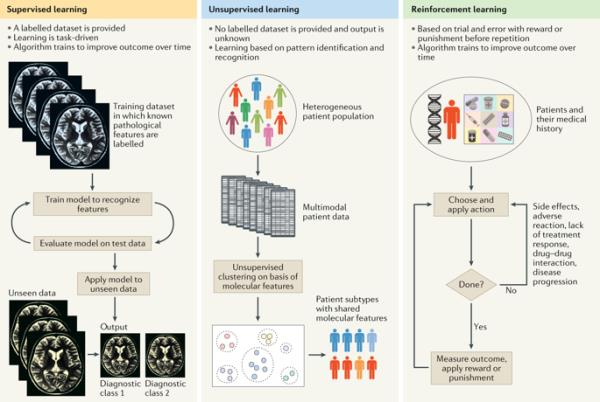 Supervised learning
• A labelled dataset is provided
• Learning is task-driven
• Algorithm trains to improve outcome over time
Training dataset
in which known
pathological
features are
labelled
Train model to recognize
features
Evaluate model on test data
Apply model to
unseen data
Unseen data
Output
Diagnostic
class 1
Diagnostic
class 2
Unsupervised learning
• No labelled dataset is provided and output is
unknown
• Learning based on pattern identification and
recognition
Heterogeneous
patient population
Multimodal
patient data
Unsupervised
clustering on basis of
molecular features
Patient subtypes
with shared
molecular features
Reinforcement learning
• Based on trial and error with reward or
punishment before repetition
• Algorithm trains to improve outcome over
time
Patients and
their medical
history
Choose and
apply action
Side effects,
adverse
reaction, lack
of treatment
response,
drug–drug
interaction,
disease
progression
Done?
No
Yes
Measure outcome,
apply reward or
punishment